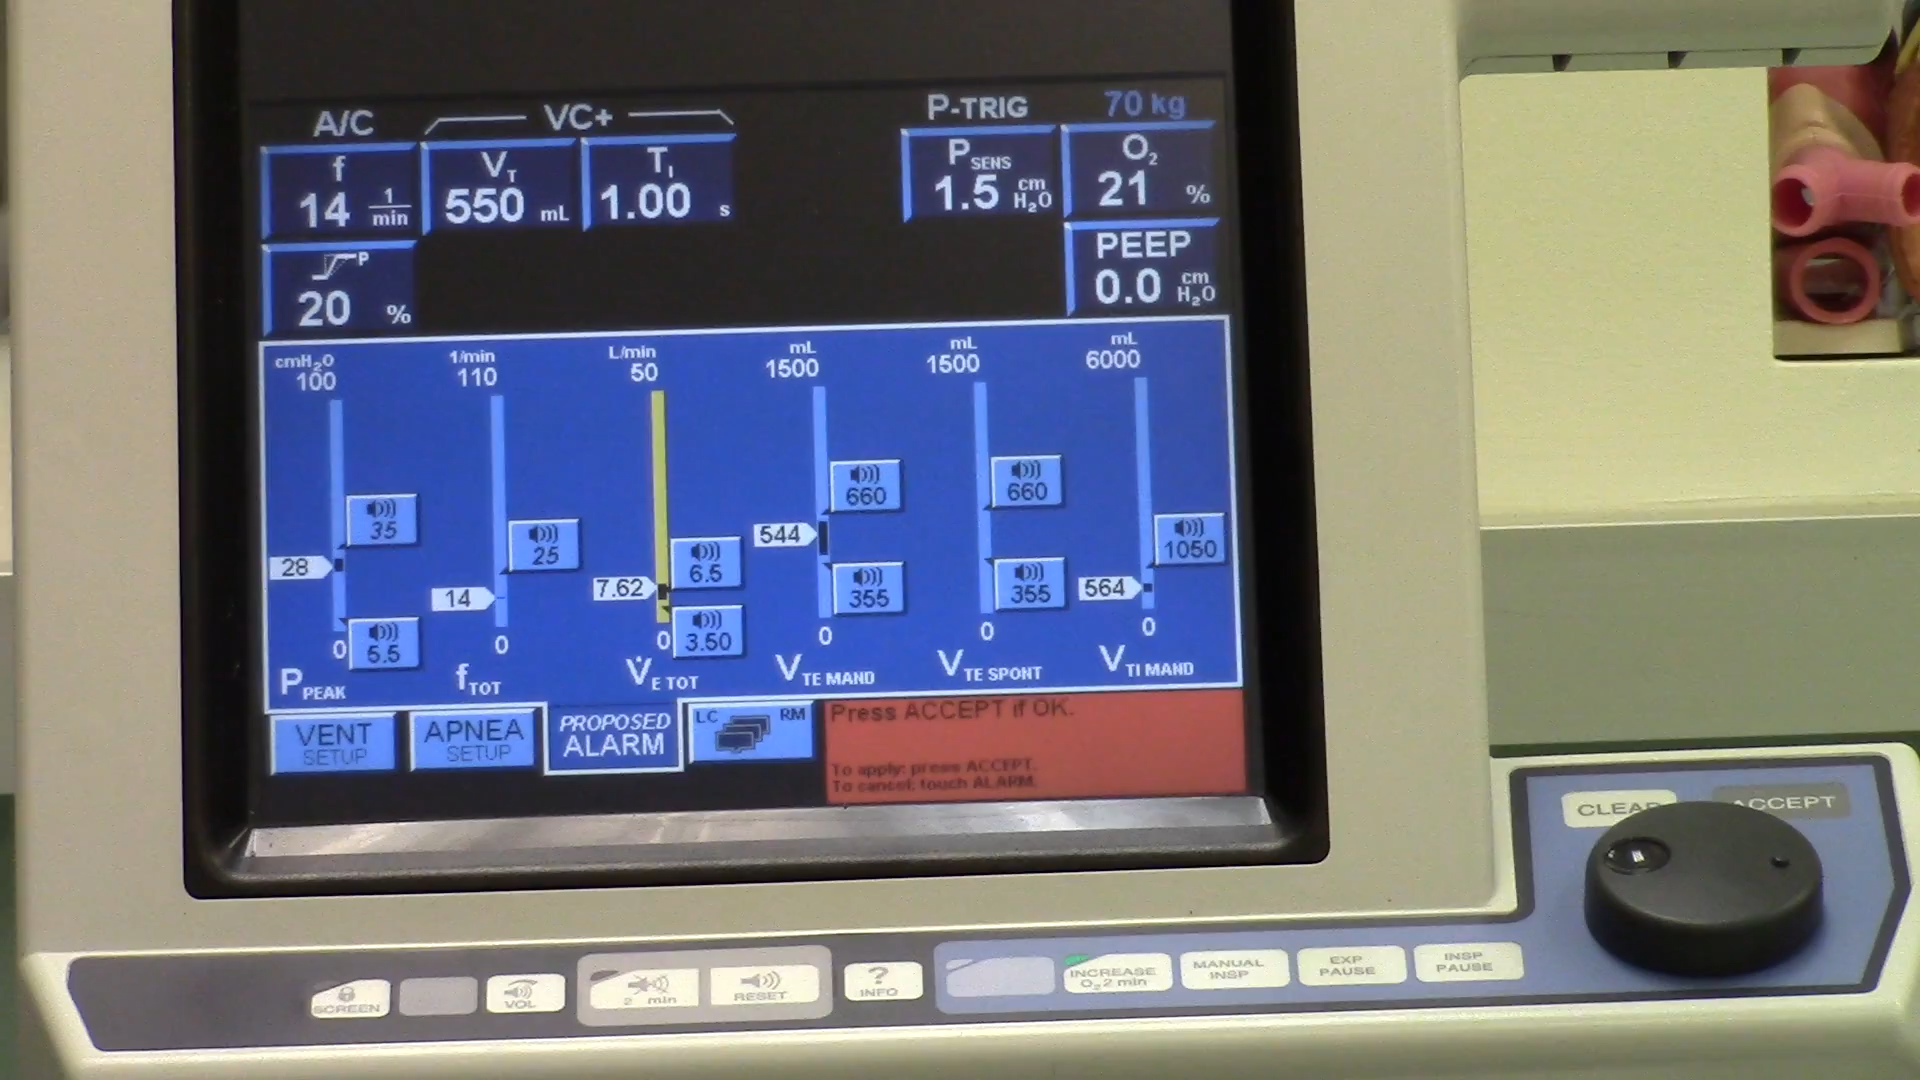 A/C VC+ P-TRIG 70 kg
f VT TI PSENS O2
14 1/min 550 mL 1.00 s 1.5 cm H2O 21 %
P PEEP
20 % 0.0 cm H2O
cmH2O 1/min L/min mL mL mL
100 110 50 1500 1500 6000
660 660
35 25 544 1050
28 14 7.62 6.5 355 355 564
5.5 3.50
0 0 0 0 0 0
PPEAK fTOT V̇E TOT VTE MAND VTE SPONT VTI MAND
VENT SETUP
APNEA SETUP
PROPOSED ALARM
LC RM
Press ACCEPT if OK.
To apply: press ACCEPT.
To cancel: touch ALARM.
CLEAR ACCEPT
SCREEN
VOL
2 min
RESET
? INFO
INCREASE O2 2 min
MANUAL INSP
EXP PAUSE
INSP PAUSE